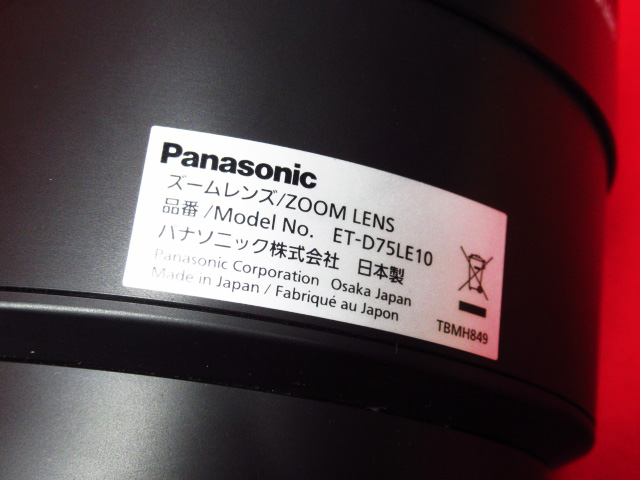 Panasonic
ズームレンズ/ZOOM LENS
品番 /Model No. ET-D75LE10
パナソニック株式会社 日本製
Panasonic Corporation Osaka Japan
Made in Japan / Fabriqué au Japon
TBMH849